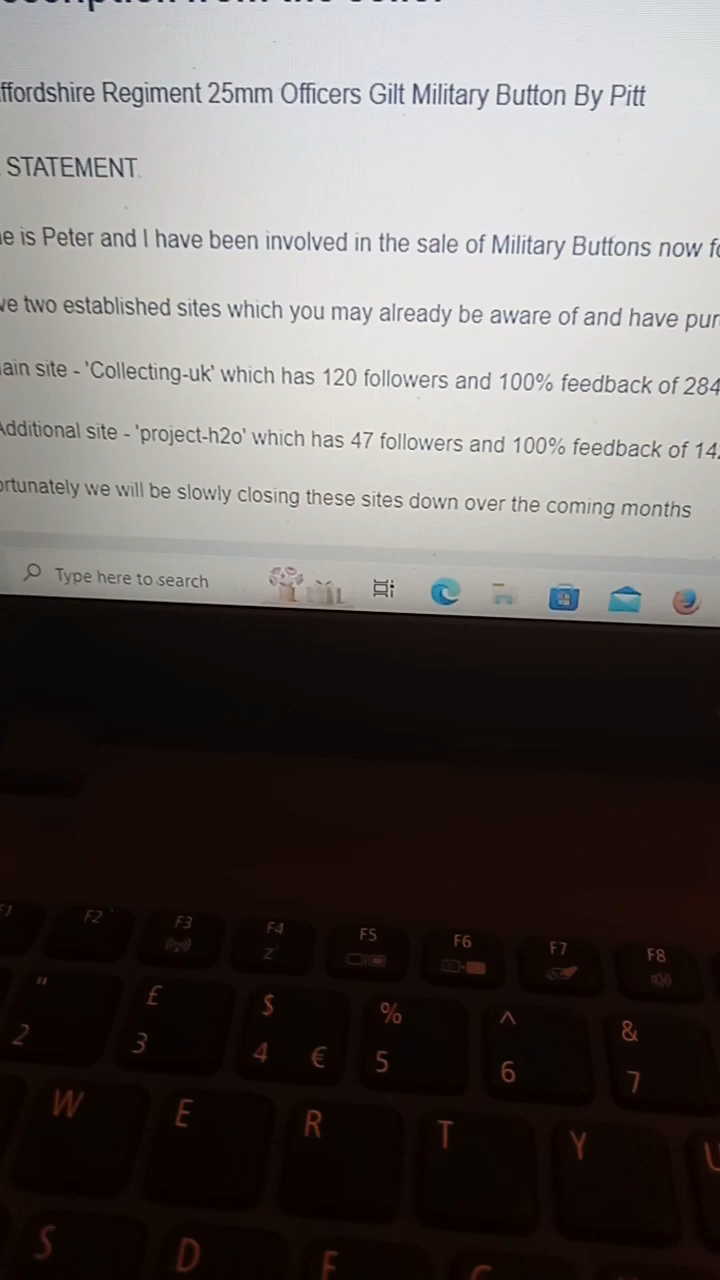 ffordshire Regiment 25mm Officers Gilt Military Button By Pitt
STATEMENT
e is Peter and I have been involved in the sale of Military Buttons now fo
ve two established sites which you may already be aware of and have pur
ain site - 'Collecting-uk' which has 120 followers and 100% feedback of 284
Additional site - 'project-h2o' which has 47 followers and 100% feedback of 14
ortunately we will be slowly closing these sites down over the coming months
Type here to search
F1 F2 F3 F4 F5 F6 F7 F8
" £ $ % ^ &
2 3 4 € 5 6 7
W E R T Y U
S D F